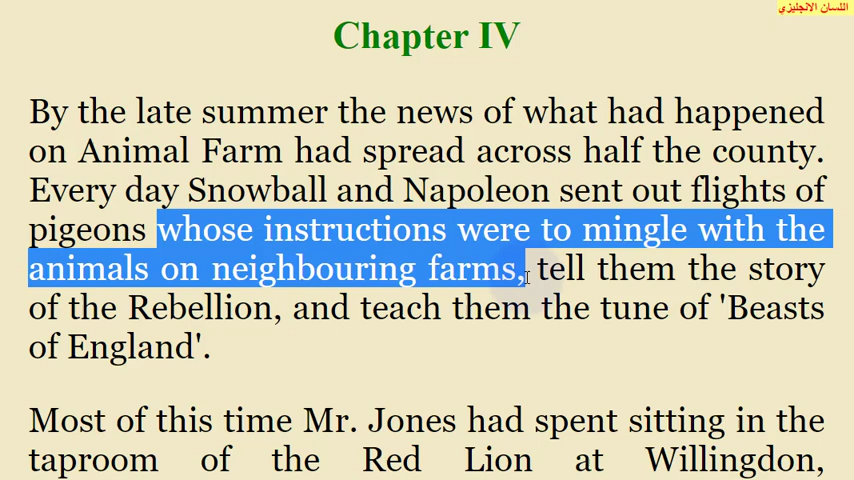 اللسان الانجليزي
Chapter IV
By the late summer the news of what had happened
on Animal Farm had spread across half the county.
Every day Snowball and Napoleon sent out flights of
pigeons whose instructions were to mingle with the
animals on neighbouring farms, tell them the story
of the Rebellion, and teach them the tune of 'Beasts
of England'.
Most of this time Mr. Jones had spent sitting in the
taproom of the Red Lion at Willingdon,